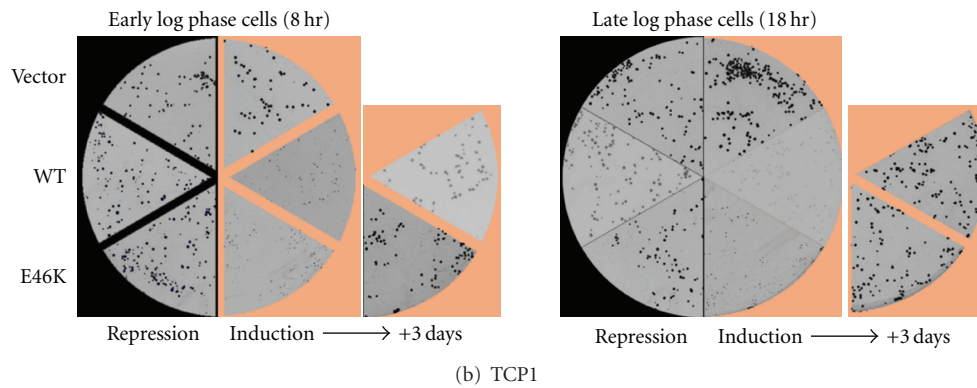 Early log phase cells (8 hr)
Late log phase cells (18 hr)
Vector
WT
E46K
Repression Induction +3 days
Repression Induction +3 days
(b) TCP1